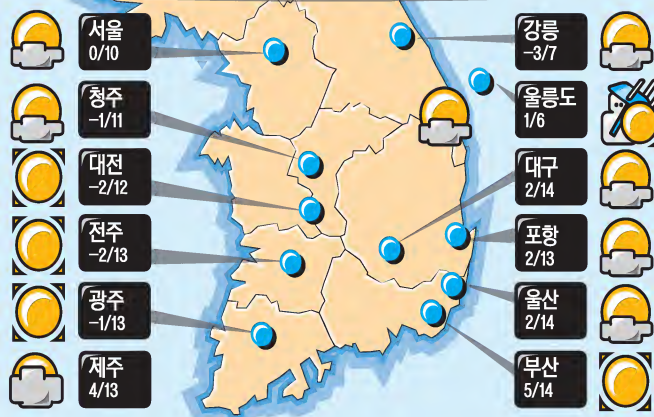 서울
0/10
청주
-1/11
대전
-2/12
전주
-2/13
광주
-1/13
제주
4/13
강릉
-3/7
울릉도
1/6
대구
2/14
포항
2/13
울산
2/14
부산
5/14